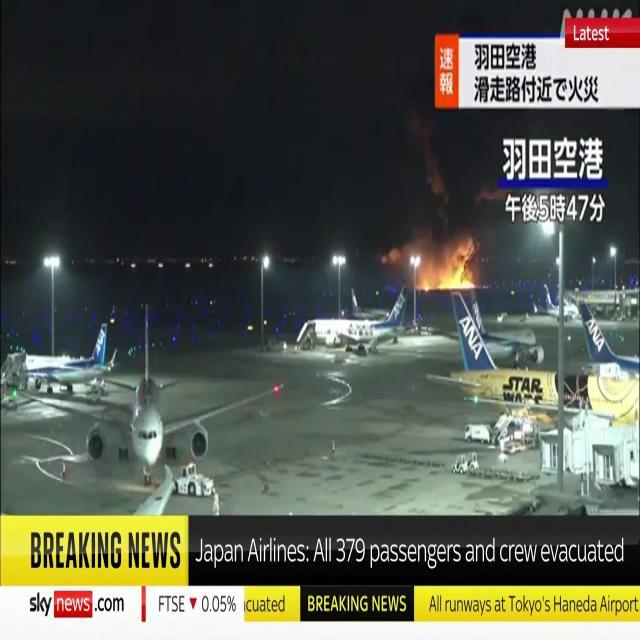 NHK
Latest
速報
羽田空港
滑走路付近で火災
羽田空港
午後5時47分
ANA
ANA
STAR
WARS
BREAKING NEWS
Japan Airlines: All 379 passengers and crew evacuated
sky news.com
FTSE ▼ 0.05%
cuated
BREAKING NEWS
All runways at Tokyo's Haneda Airport